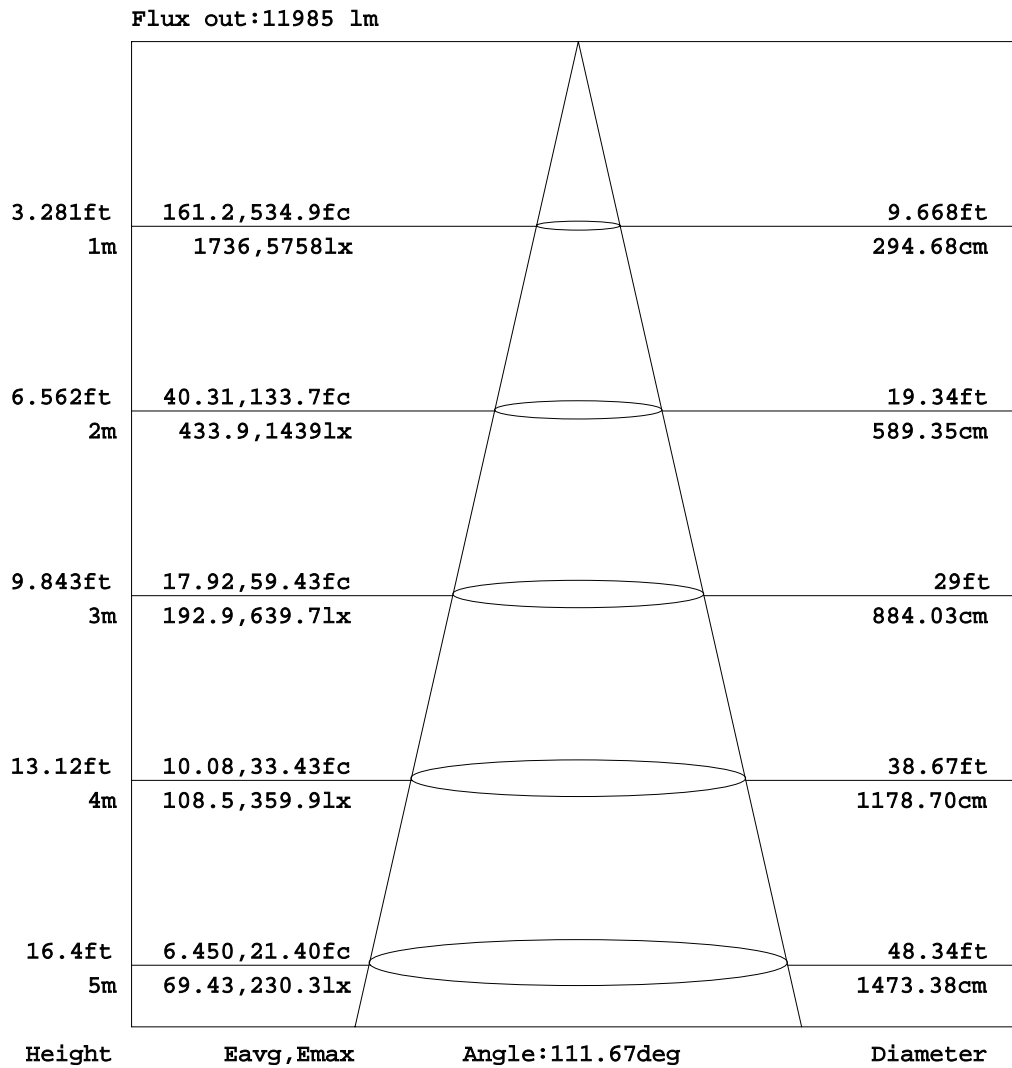 Flux out:11985 lm
3.281ft 161.2,534.9fc 9.668ft
1m 1736,5758lx 294.68cm
6.562ft 40.31,133.7fc 19.34ft
2m 433.9,1439lx 589.35cm
9.843ft 17.92,59.43fc 29ft
3m 192.9,639.7lx 884.03cm
13.12ft 10.08,33.43fc 38.67ft
4m 108.5,359.9lx 1178.70cm
16.4ft 6.450,21.40fc 48.34ft
5m 69.43,230.3lx 1473.38cm
Height Eavg,Emax Angle:111.67deg Diameter